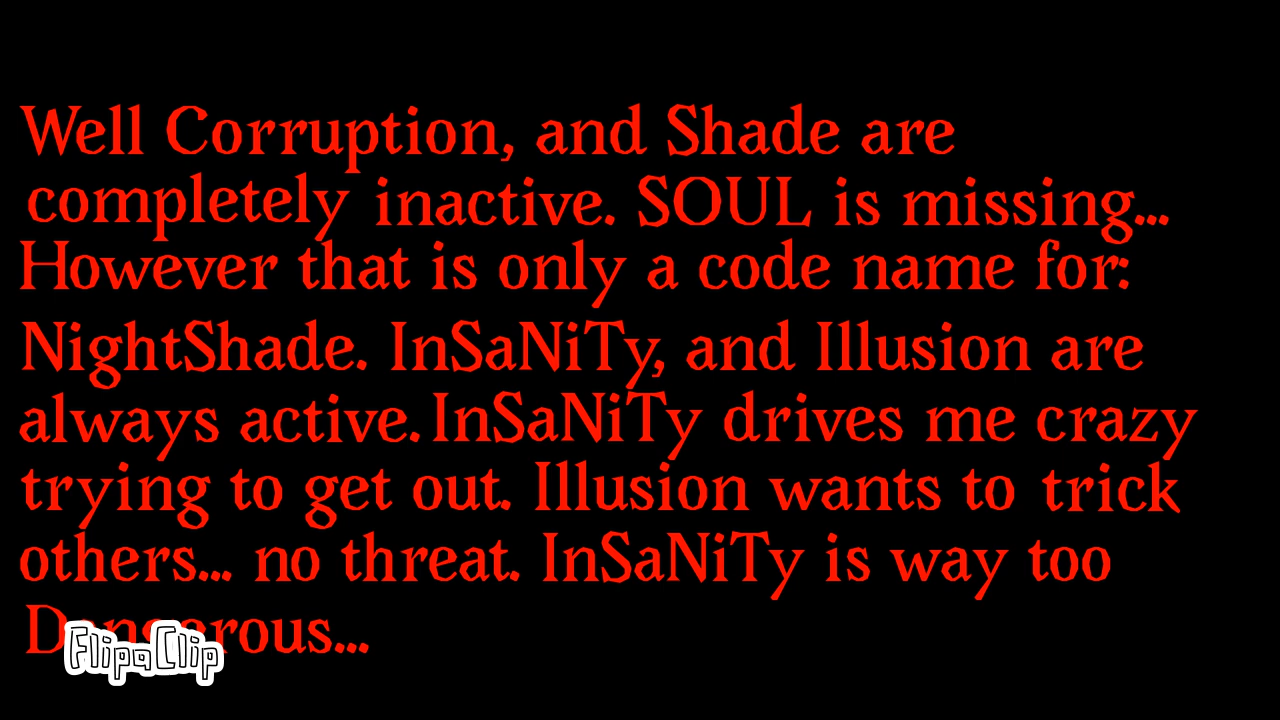 Well Corruption, and Shade are
completely inactive. SOUL is missing...
However that is only a code name for:
NightShade. InSaNiTy, and Illusion are
always active. InSaNiTy drives me crazy
trying to get out. Illusion wants to trick
others... no threat. InSaNiTy is way too
Dangerous...
FlipaClip